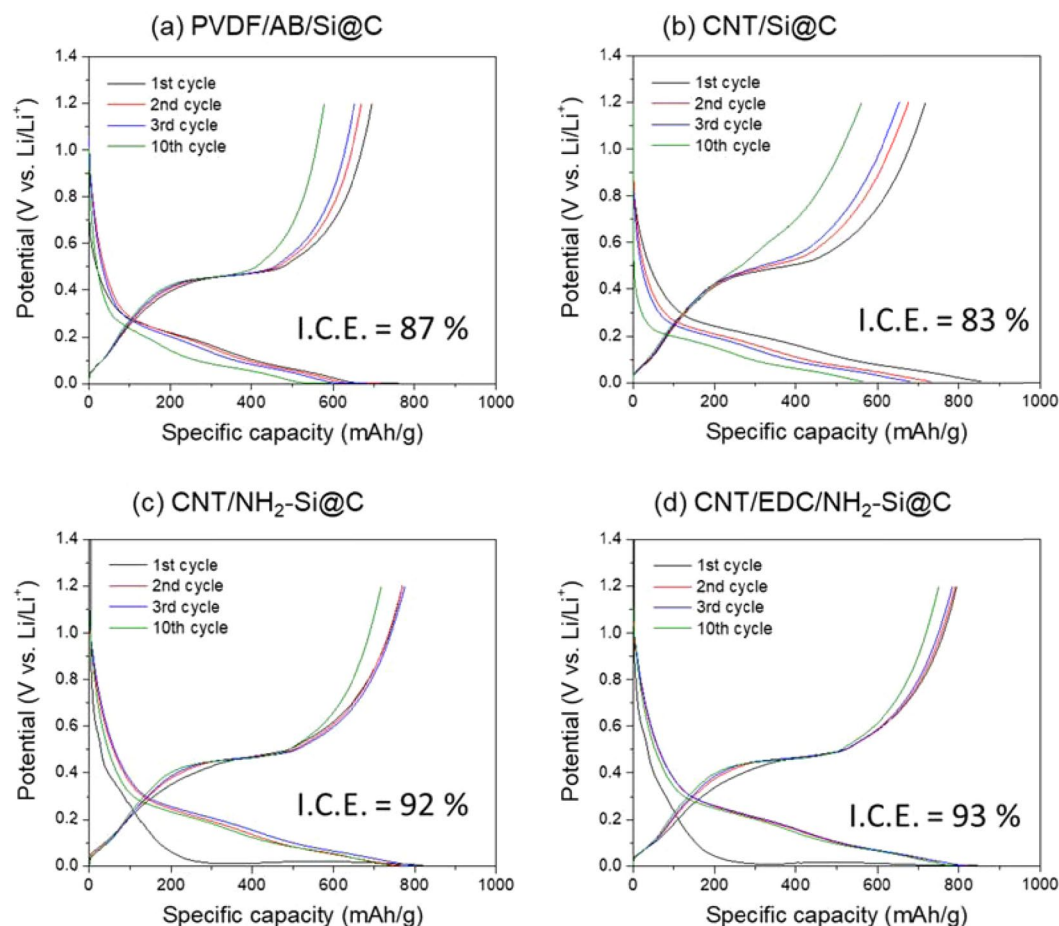 (a) PVDF/AB/Si@C
1.4
1.2
1.0
0.8
0.6
0.4
0.2
0.0
Potential (V vs. Li/Li⁺)
1st cycle
2nd cycle
3rd cycle
10th cycle
I.C.E. = 87 %
0 200 400 600 800 1000
Specific capacity (mAh/g)
(b) CNT/Si@C
1.4
1.2
1.0
0.8
0.6
0.4
0.2
0.0
Potential (V vs. Li/Li⁺)
1st cycle
2nd cycle
3rd cycle
10th cycle
I.C.E. = 83 %
0 200 400 600 800 1000
Specific capacity (mAh/g)
(c) CNT/NH₂-Si@C
1.4
1.2
1.0
0.8
0.6
0.4
0.2
0.0
Potential (V vs. Li/Li⁺)
1st cycle
2nd cycle
3rd cycle
10th cycle
I.C.E. = 92 %
0 200 400 600 800 1000
Specific capacity (mAh/g)
(d) CNT/EDC/NH₂-Si@C
1.4
1.2
1.0
0.8
0.6
0.4
0.2
0.0
Potential (V vs. Li/Li⁺)
1st cycle
2nd cycle
3rd cycle
10th cycle
I.C.E. = 93 %
0 200 400 600 800 1000
Specific capacity (mAh/g)